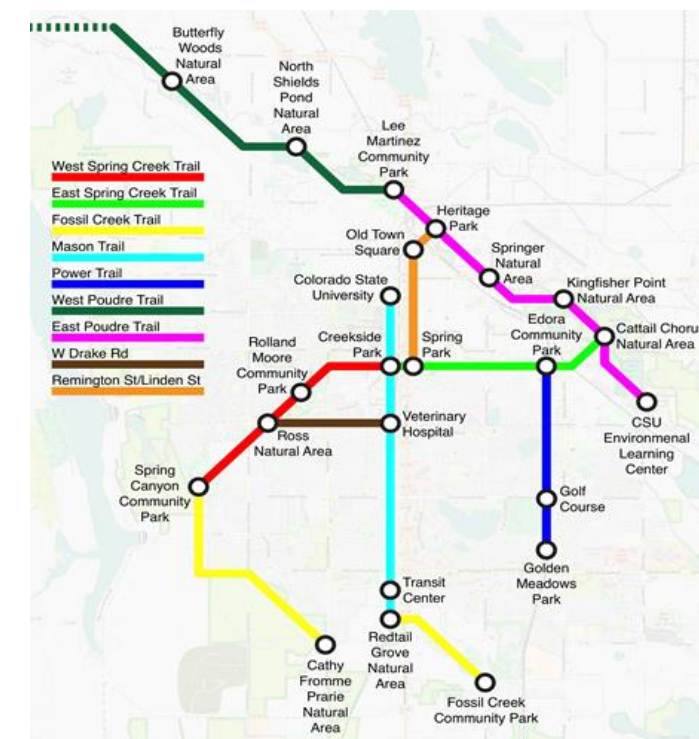 Butterfly
Woods
Natural
Area
North
Shields
Pond
Natural
Area
Lee
Martinez
Community
Park
West Spring Creek Trail
East Spring Creek Trail
Fossil Creek Trail
Mason Trail
Power Trail
West Poudre Trail
East Poudre Trail
W Drake Rd
Remington St/Linden St
Heritage
Park
Old Town
Square
Springer
Natural
Area
Colorado State
University
Kingfisher Point
Natural Area
Edora
Community
Park
Cattail Choru
Natural Area
Creekside
Park
Spring
Park
Rolland
Moore
Community
Park
CSU
Environmenal
Learning
Center
Veterinary
Hospital
Ross
Natural Area
Spring
Canyon
Community
Park
Golf
Course
Golden
Meadows
Park
Transit
Center
Redtail
Grove
Natural
Area
Cathy
Fromme
Prarie
Natural
Area
Fossil Creek
Community Park